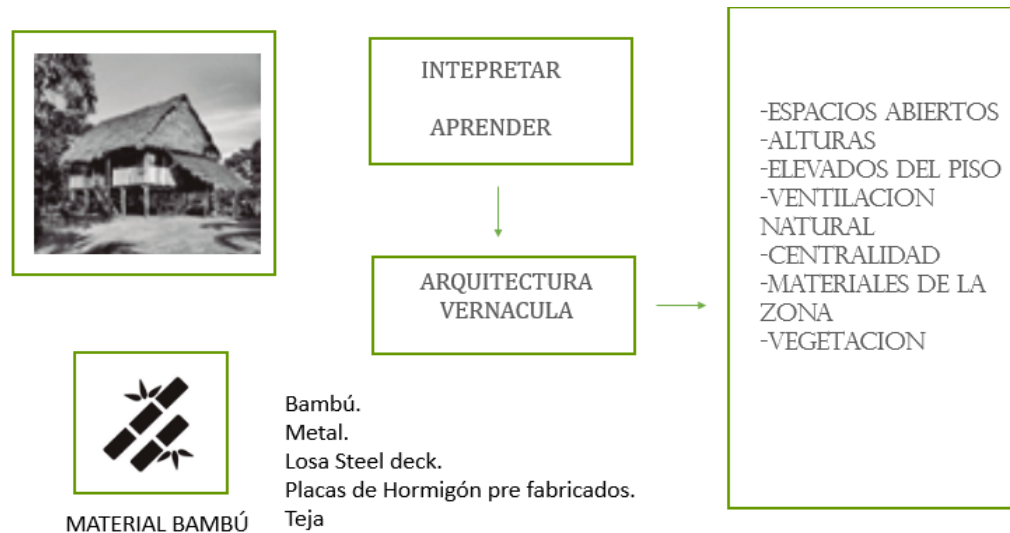 INTEPRETAR
APRENDER
ARQUITECTURA
VERNACULA
-ESPACIOS ABIERTOS
-ALTURAS
-ELEVADOS DEL PISO
-VENTILACION
NATURAL
-CENTRALIDAD
-MATERIALES DE LA
ZONA
-VEGETACION
MATERIAL BAMBÚ
Bambú.
Metal.
Losa Steel deck.
Placas de Hormigón pre fabricados.
Teja